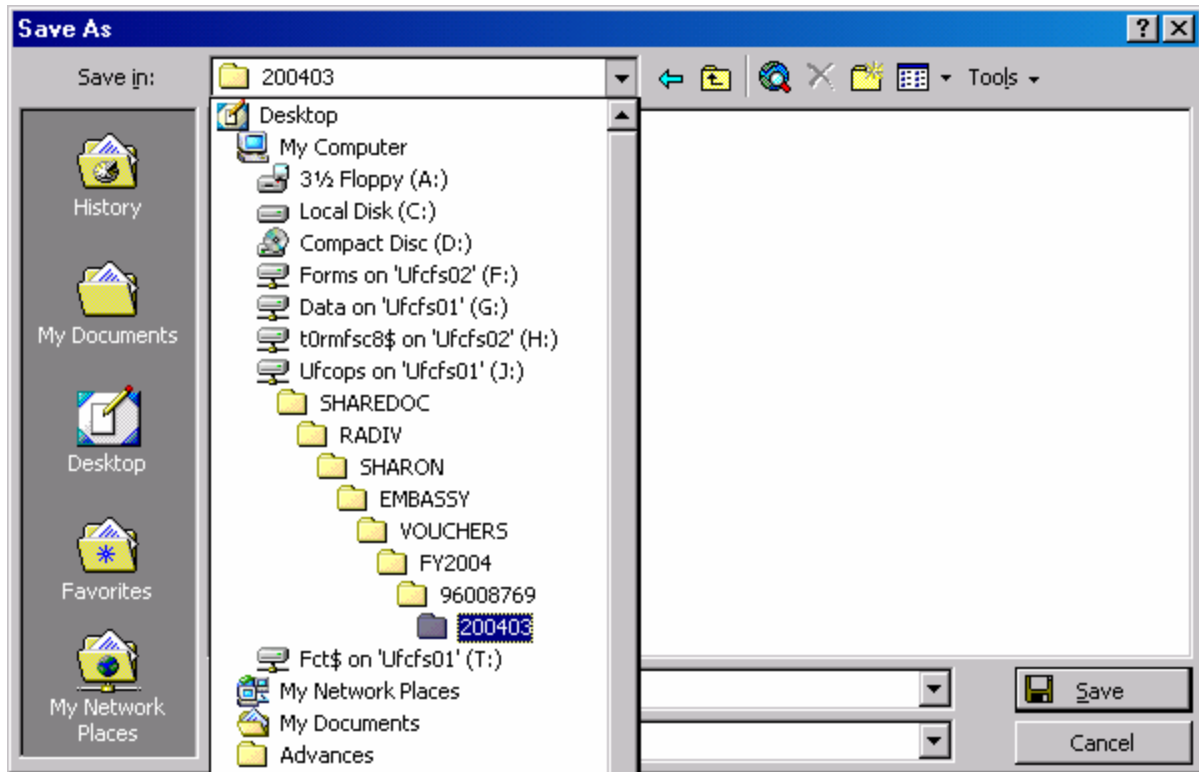 Save As
Save in:
200403
Tools
Desktop
My Computer
3½ Floppy (A:)
Local Disk (C:)
Compact Disc (D:)
Forms on 'Ufcfs02' (F:)
Data on 'Ufcfs01' (G:)
t0rmfsc8$ on 'Ufcfs02' (H:)
Ufcops on 'Ufcfs01' (J:)
SHAREDOC
RADIV
SHARON
EMBASSY
VOUCHERS
FY2004
96008769
200403
Fct$ on 'Ufcfs01' (T:)
My Network Places
My Documents
Advances
History
My Documents
Desktop
Favorites
My Network
Places
Save
Cancel